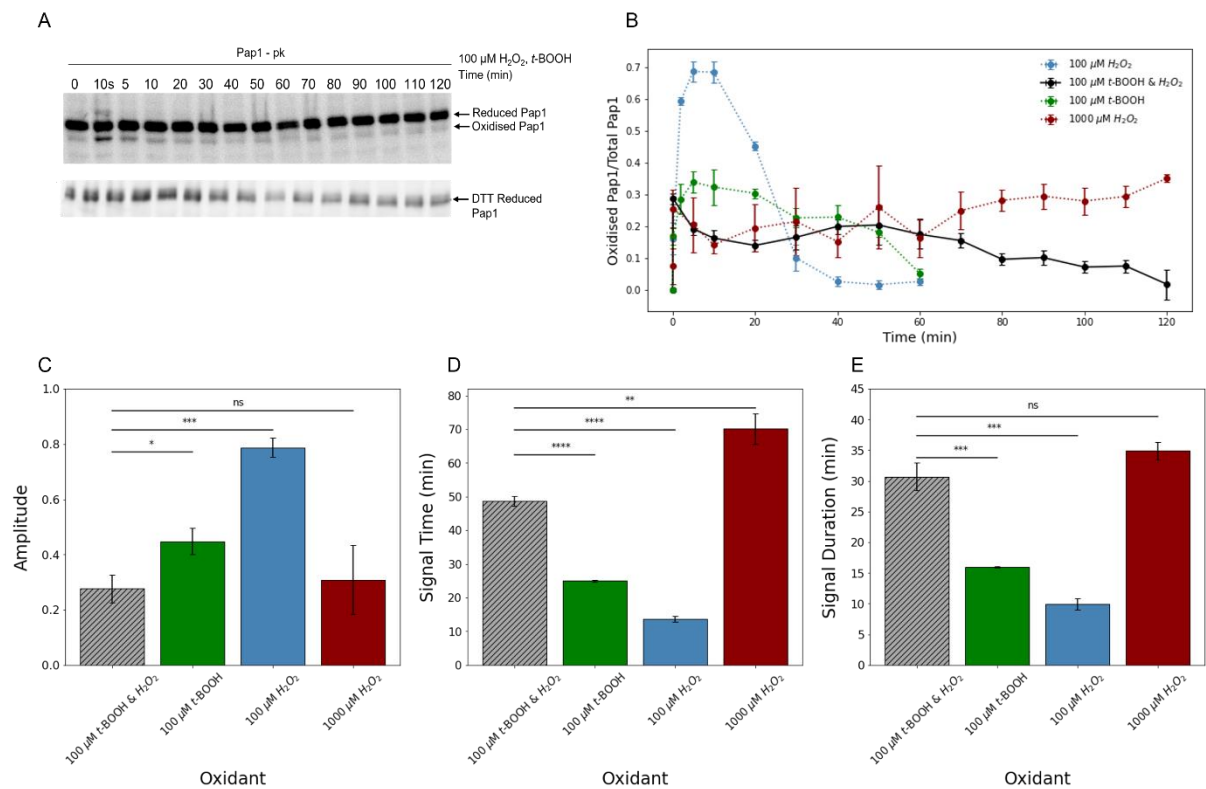 A
Pap1 - pk
100 µM H₂O₂, t-BOOH
Time (min)
0 10s 5 10 20 30 40 50 60 70 80 90 100 110 120
Reduced Pap1
Oxidised Pap1
DTT Reduced
Pap1
B
Oxidised Pap1/Total Pap1
0.7
0.6
0.5
0.4
0.3
0.2
0.1
0.0
100 µM H₂O₂
100 µM t-BOOH & H₂O₂
100 µM t-BOOH
1000 µM H₂O₂
0 20 40 60 80 100 120
Time (min)
C
Amplitude
1.0
0.8
0.6
0.4
0.2
0.0
ns
***
*
100 µM t-BOOH & H₂O₂
100 µM t-BOOH
100 µM H₂O₂
1000 µM H₂O₂
Oxidant
D
Signal Time (min)
80
70
60
50
40
30
20
10
0
**
****
****
100 µM t-BOOH & H₂O₂
100 µM t-BOOH
100 µM H₂O₂
1000 µM H₂O₂
Oxidant
E
Signal Duration (min)
45
40
35
30
25
20
15
10
5
0
ns
***
***
100 µM t-BOOH & H₂O₂
100 µM t-BOOH
100 µM H₂O₂
1000 µM H₂O₂
Oxidant